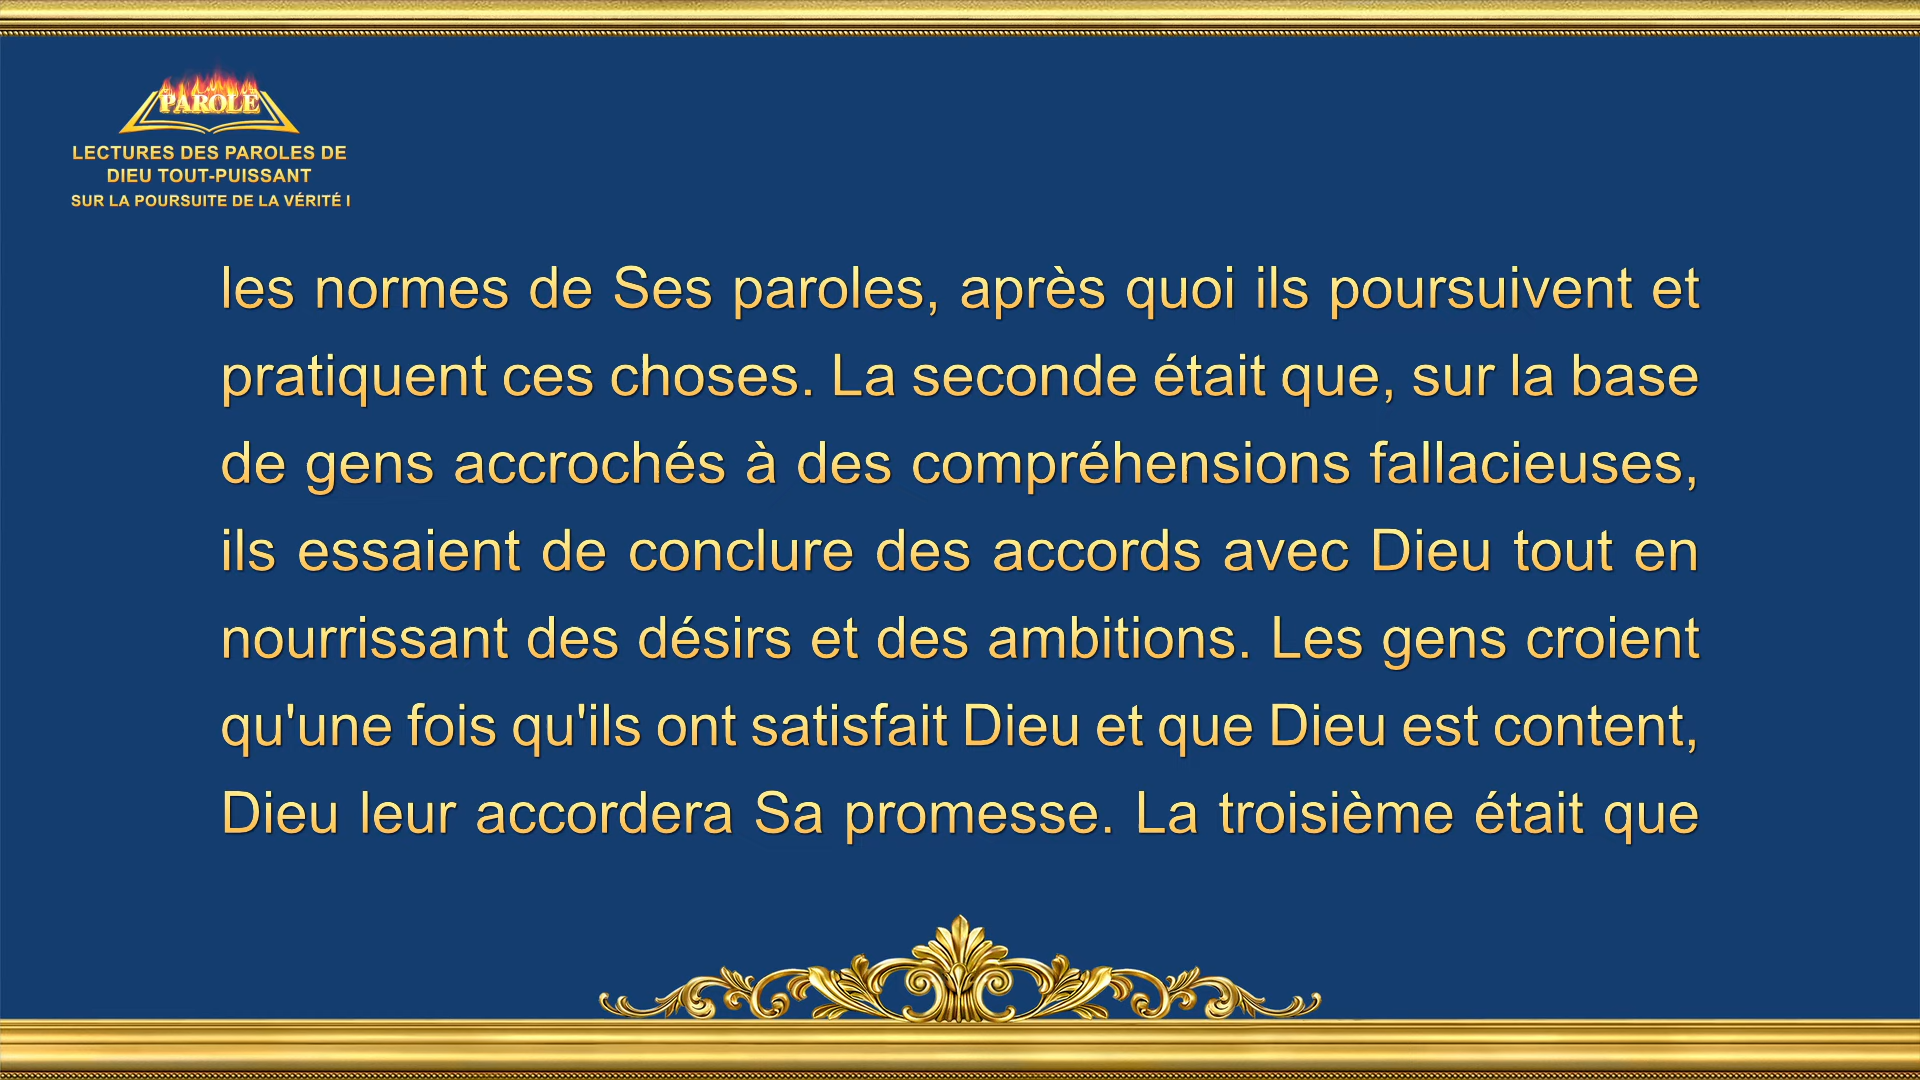 PAROLE
LECTURES DES PAROLES DE
DIEU TOUT-PUISSANT
SUR LA POURSUITE DE LA VÉRITÉ I
les normes de Ses paroles, après quoi ils poursuivent et
pratiquent ces choses. La seconde était que, sur la base
de gens accrochés à des compréhensions fallacieuses,
ils essaient de conclure des accords avec Dieu tout en
nourrissant des désirs et des ambitions. Les gens croient
qu'une fois qu'ils ont satisfait Dieu et que Dieu est content,
Dieu leur accordera Sa promesse. La troisième était que